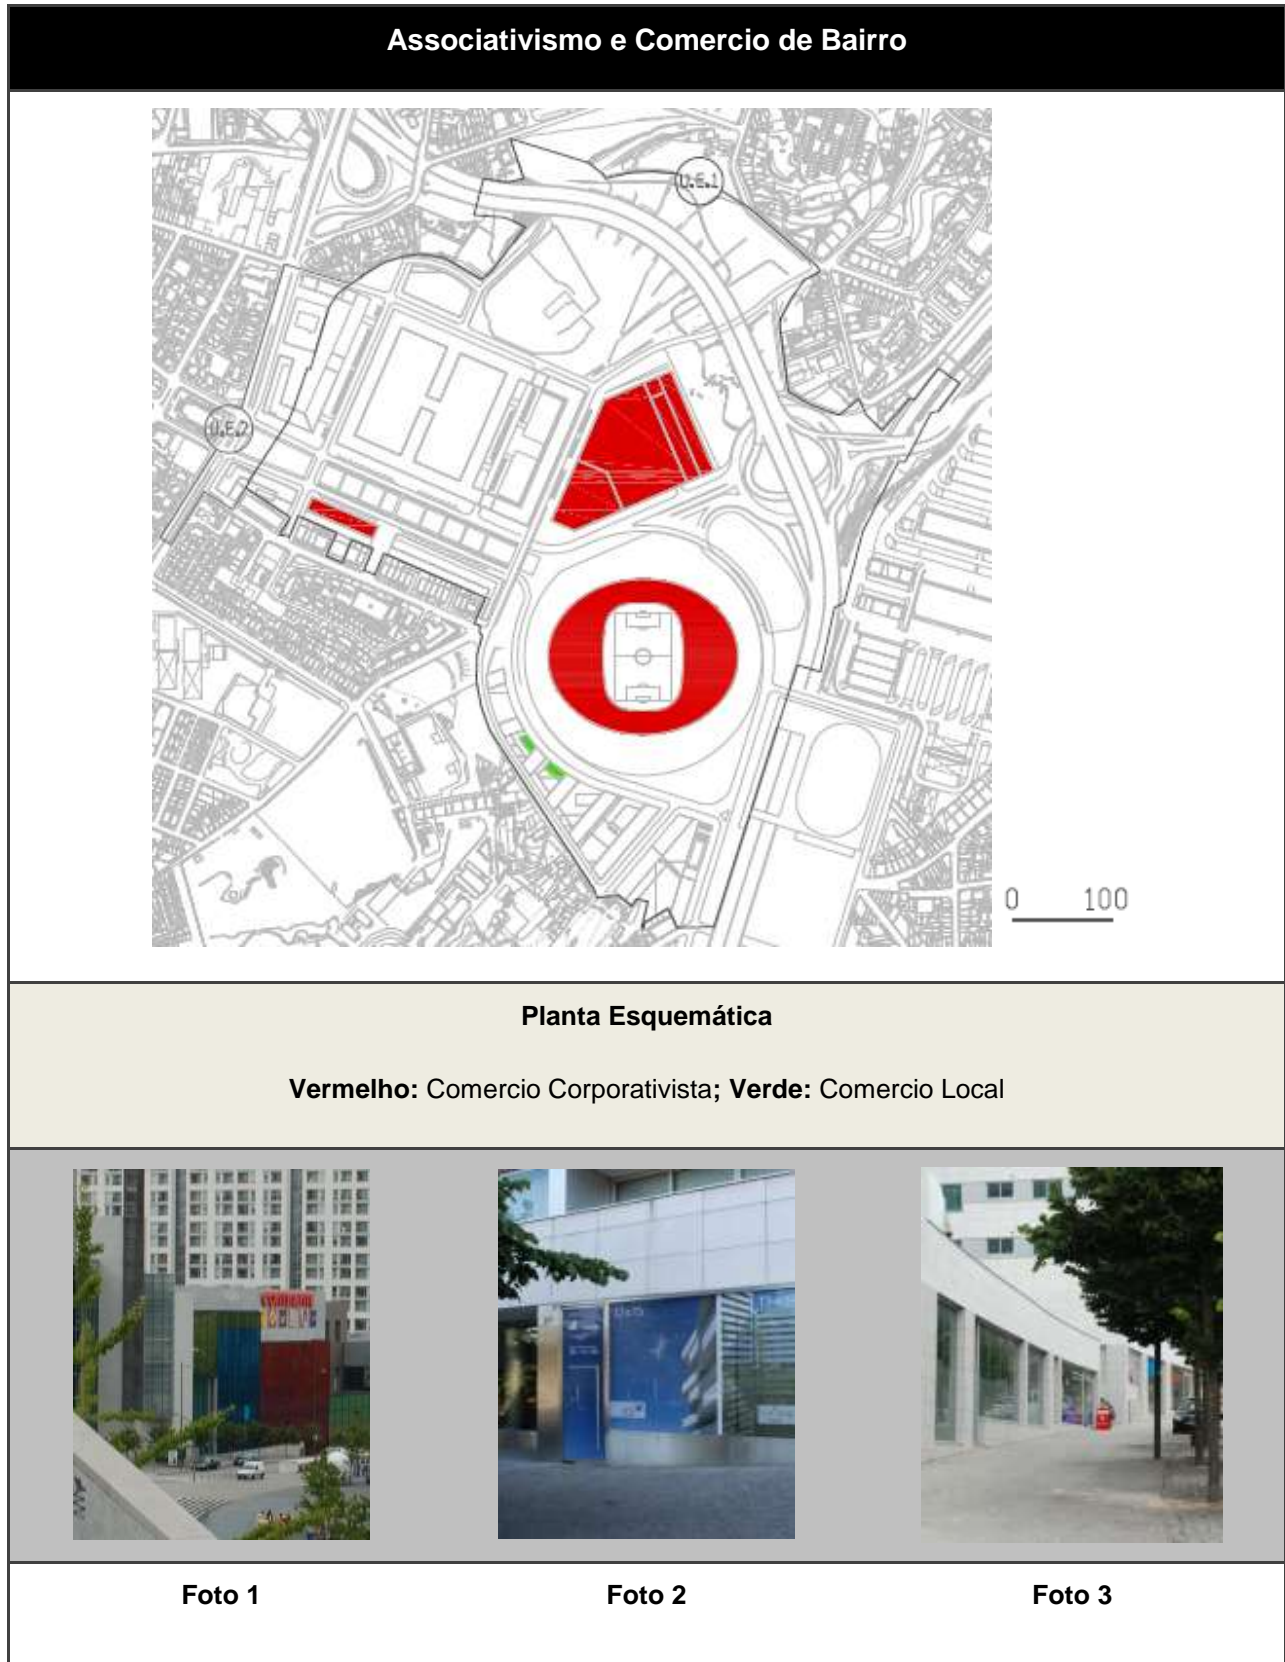 Associativismo e Comercio de Bairro
U.E.1
U.E.2
0 100
Planta Esquemática
Vermelho: Comercio Corporativista; Verde: Comercio Local
Foto 1
Foto 2
Foto 3